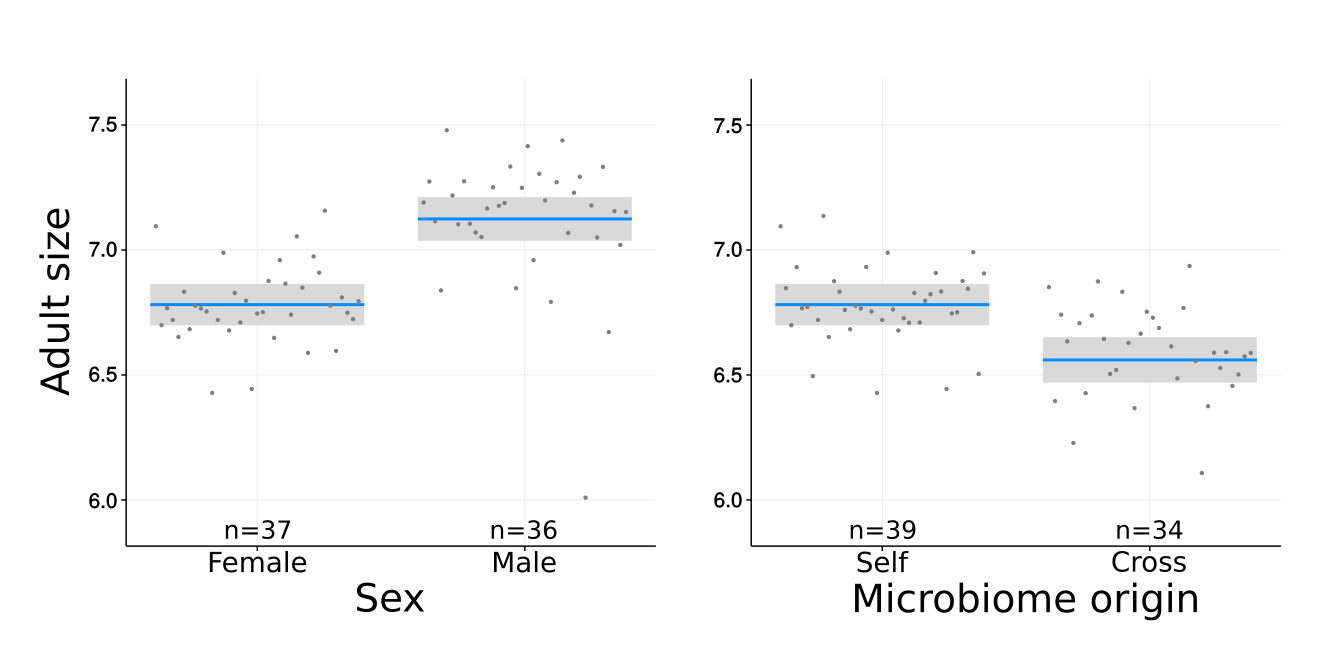 Adult size
7.5
7.0
6.5
6.0
n=37 n=36
Female Male
Sex
7.5
7.0
6.5
6.0
n=39 n=34
Self Cross
Microbiome origin